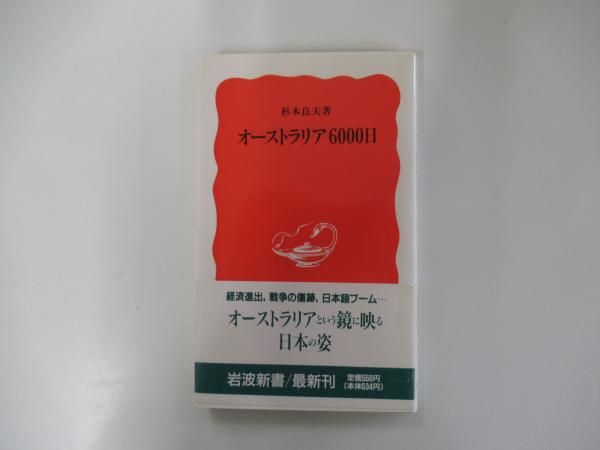 杉本良夫著
オーストラリア6000日
経済進出，戦争の傷跡，日本語ブーム…
オーストラリアという鏡に映る
日本の姿
岩波新書/最新刊
定価550円
(本体534円)